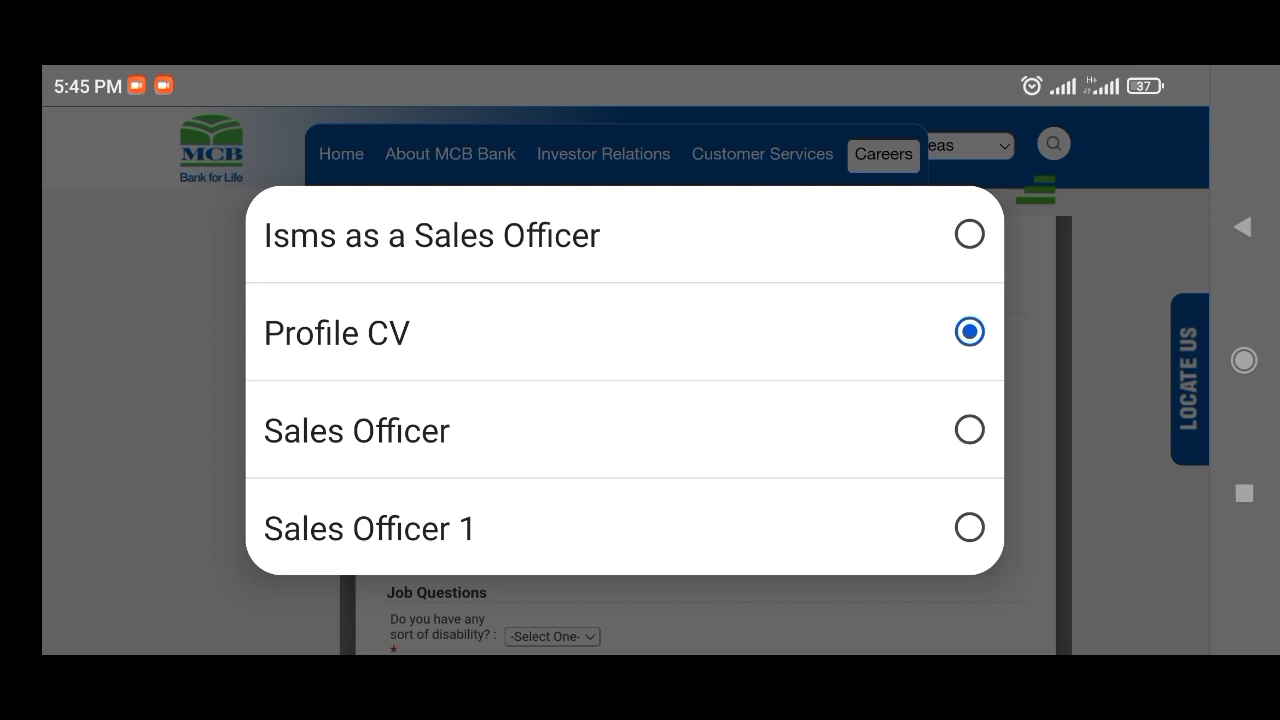 5:45 PM
H+
37
MCB
Bank for Life
Home About MCB Bank Investor Relations Customer Services Careers
eas
Isms as a Sales Officer
Profile CV
Sales Officer
Sales Officer 1
LOCATE US
Job Questions
Do you have any
sort of disability? : -Select One-
*